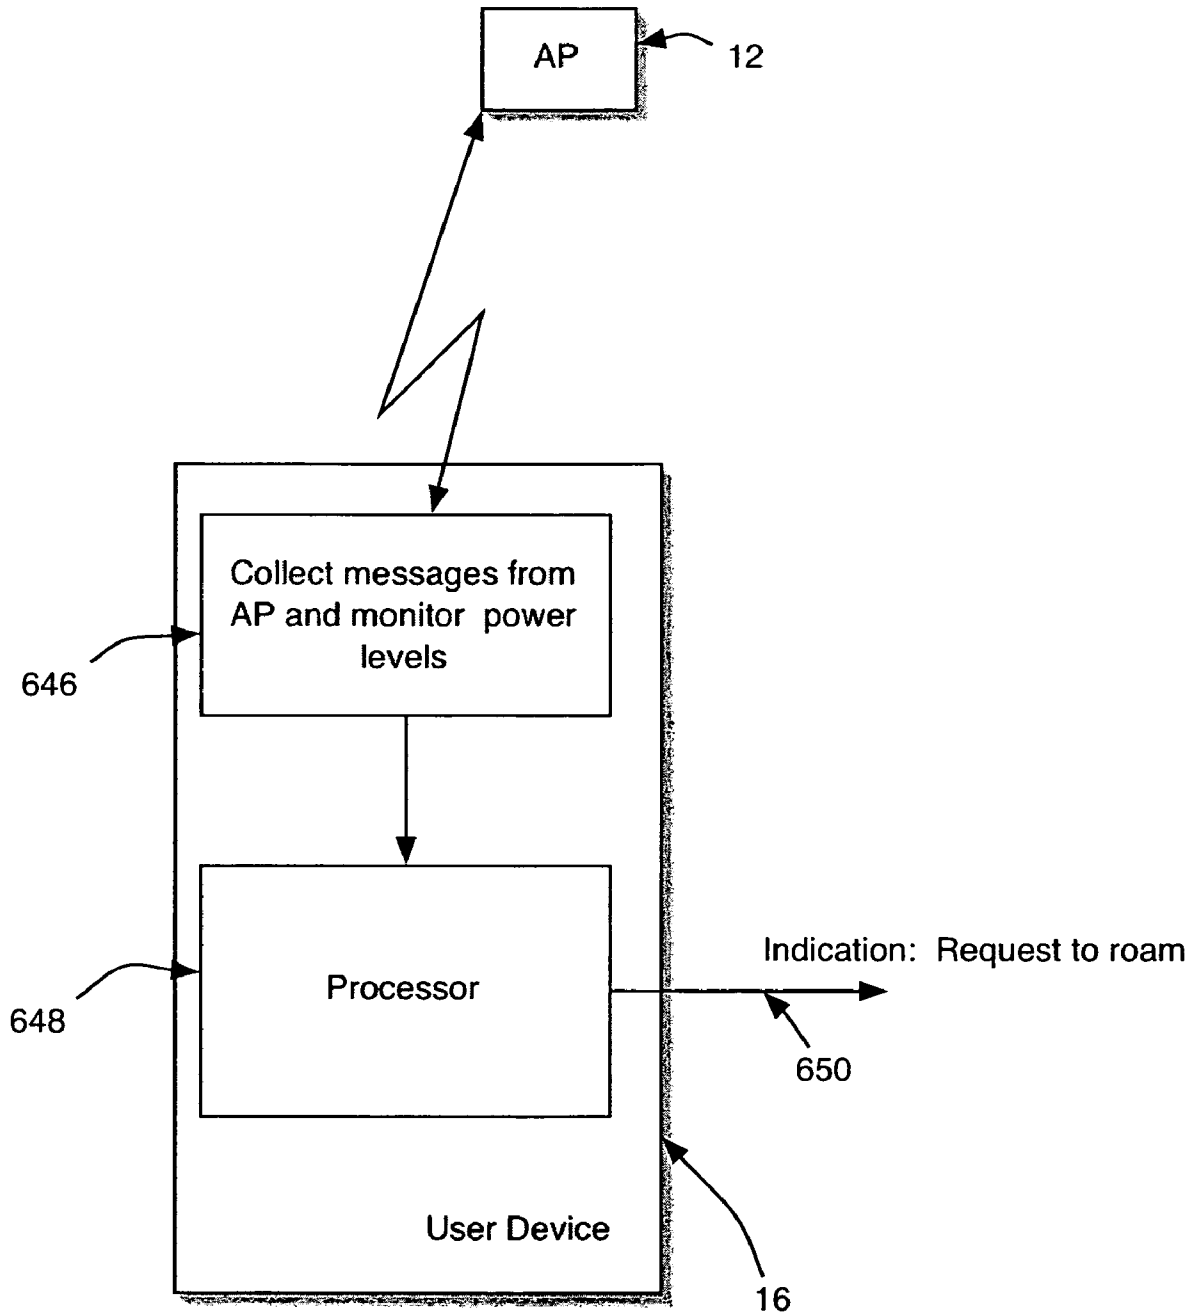 AP
12
Collect messages from
AP and monitor power
levels
646
Indication: Request to roam
Processor
648
650
User Device
16